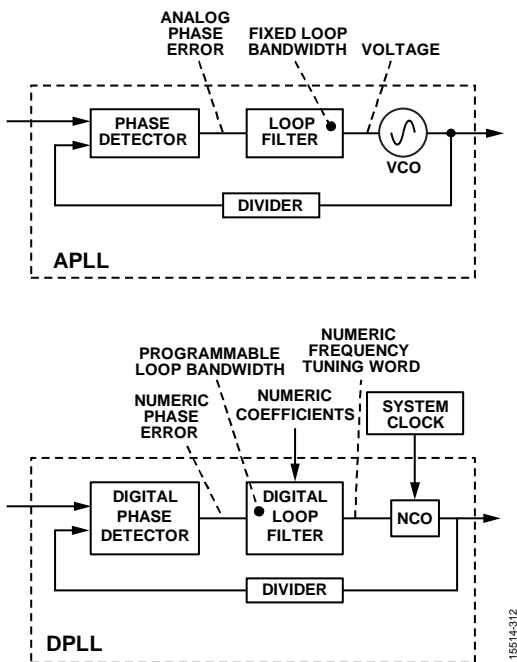 ANALOG
PHASE
ERROR
FIXED LOOP
BANDWIDTH
VOLTAGE
PHASE
DETECTOR
LOOP
FILTER
VCO
DIVIDER
APLL
PROGRAMMABLE
LOOP BANDWIDTH
NUMERIC
PHASE
ERROR
NUMERIC
COEFFICIENTS
NUMERIC
FREQUENCY
TUNING WORD
SYSTEM
CLOCK
DIGITAL
PHASE
DETECTOR
DIGITAL
LOOP
FILTER
NCO
DIVIDER
DPLL
15514-312